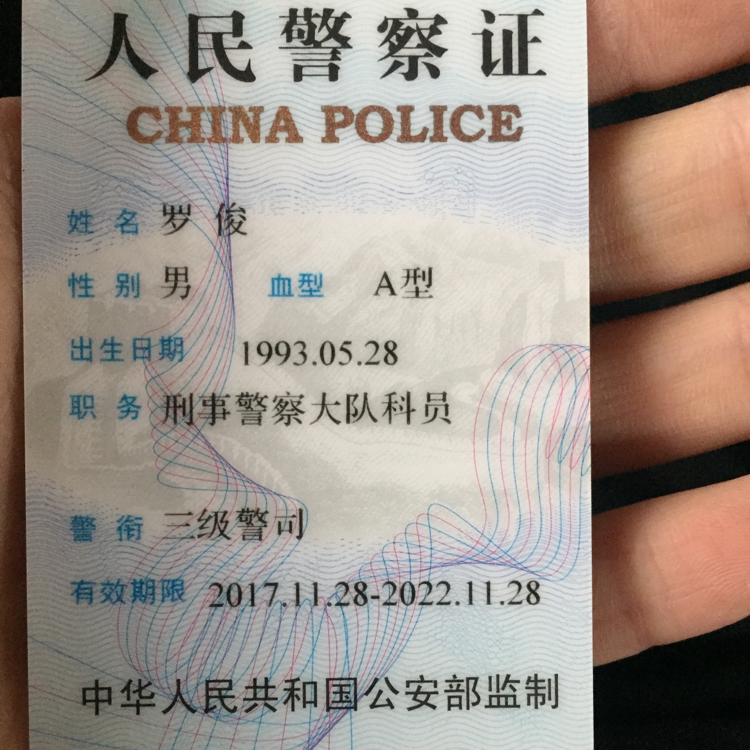 人民警察证
CHINA POLICE
姓名 罗俊
性别 男 血型 A型
出生日期 1993.05.28
职务 刑事警察大队科员
警衔 三级警司
有效期限 2017.11.28-2022.11.28
中华人民共和国公安部监制